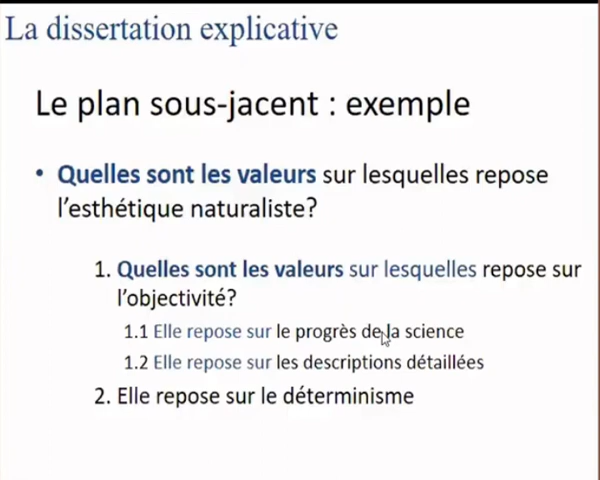 La dissertation explicative
Le plan sous-jacent : exemple
• Quelles sont les valeurs sur lesquelles repose
l'esthétique naturaliste?
1. Quelles sont les valeurs sur lesquelles repose sur
l'objectivité?
1.1 Elle repose sur le progrès de la science
1.2 Elle repose sur les descriptions détaillées
2. Elle repose sur le déterminisme